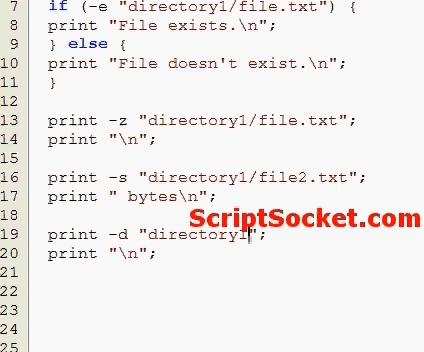 7 if (-e "directory1/file.txt") {
8 print "File exists.\n";
9 } else {
10 print "File doesn't exist.\n";
11 }
12
13 print -z "directory1/file.txt";
14 print "\n";
15
16 print -s "directory1/file2.txt";
17 print " bytes\n";
18
ScriptSocket.com
19 print -d "directory1";
20 print "\n";
21
22
23
24
25